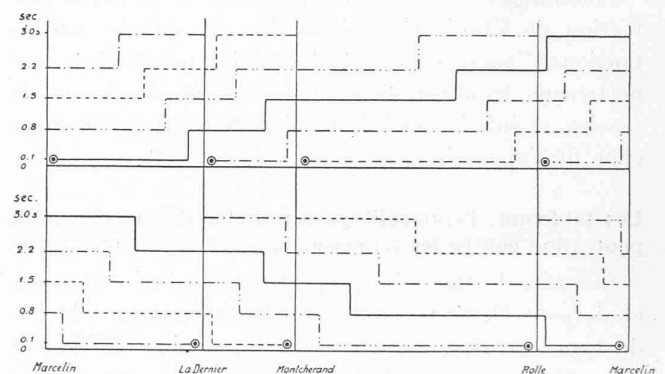 sec
3.0s
2.2
1.5
0.8
0.1
0
sec.
3.0s
2.2
1.5
0.8
0.1
0
Marcelin La Dernier Montcherand Rolle Marcelin